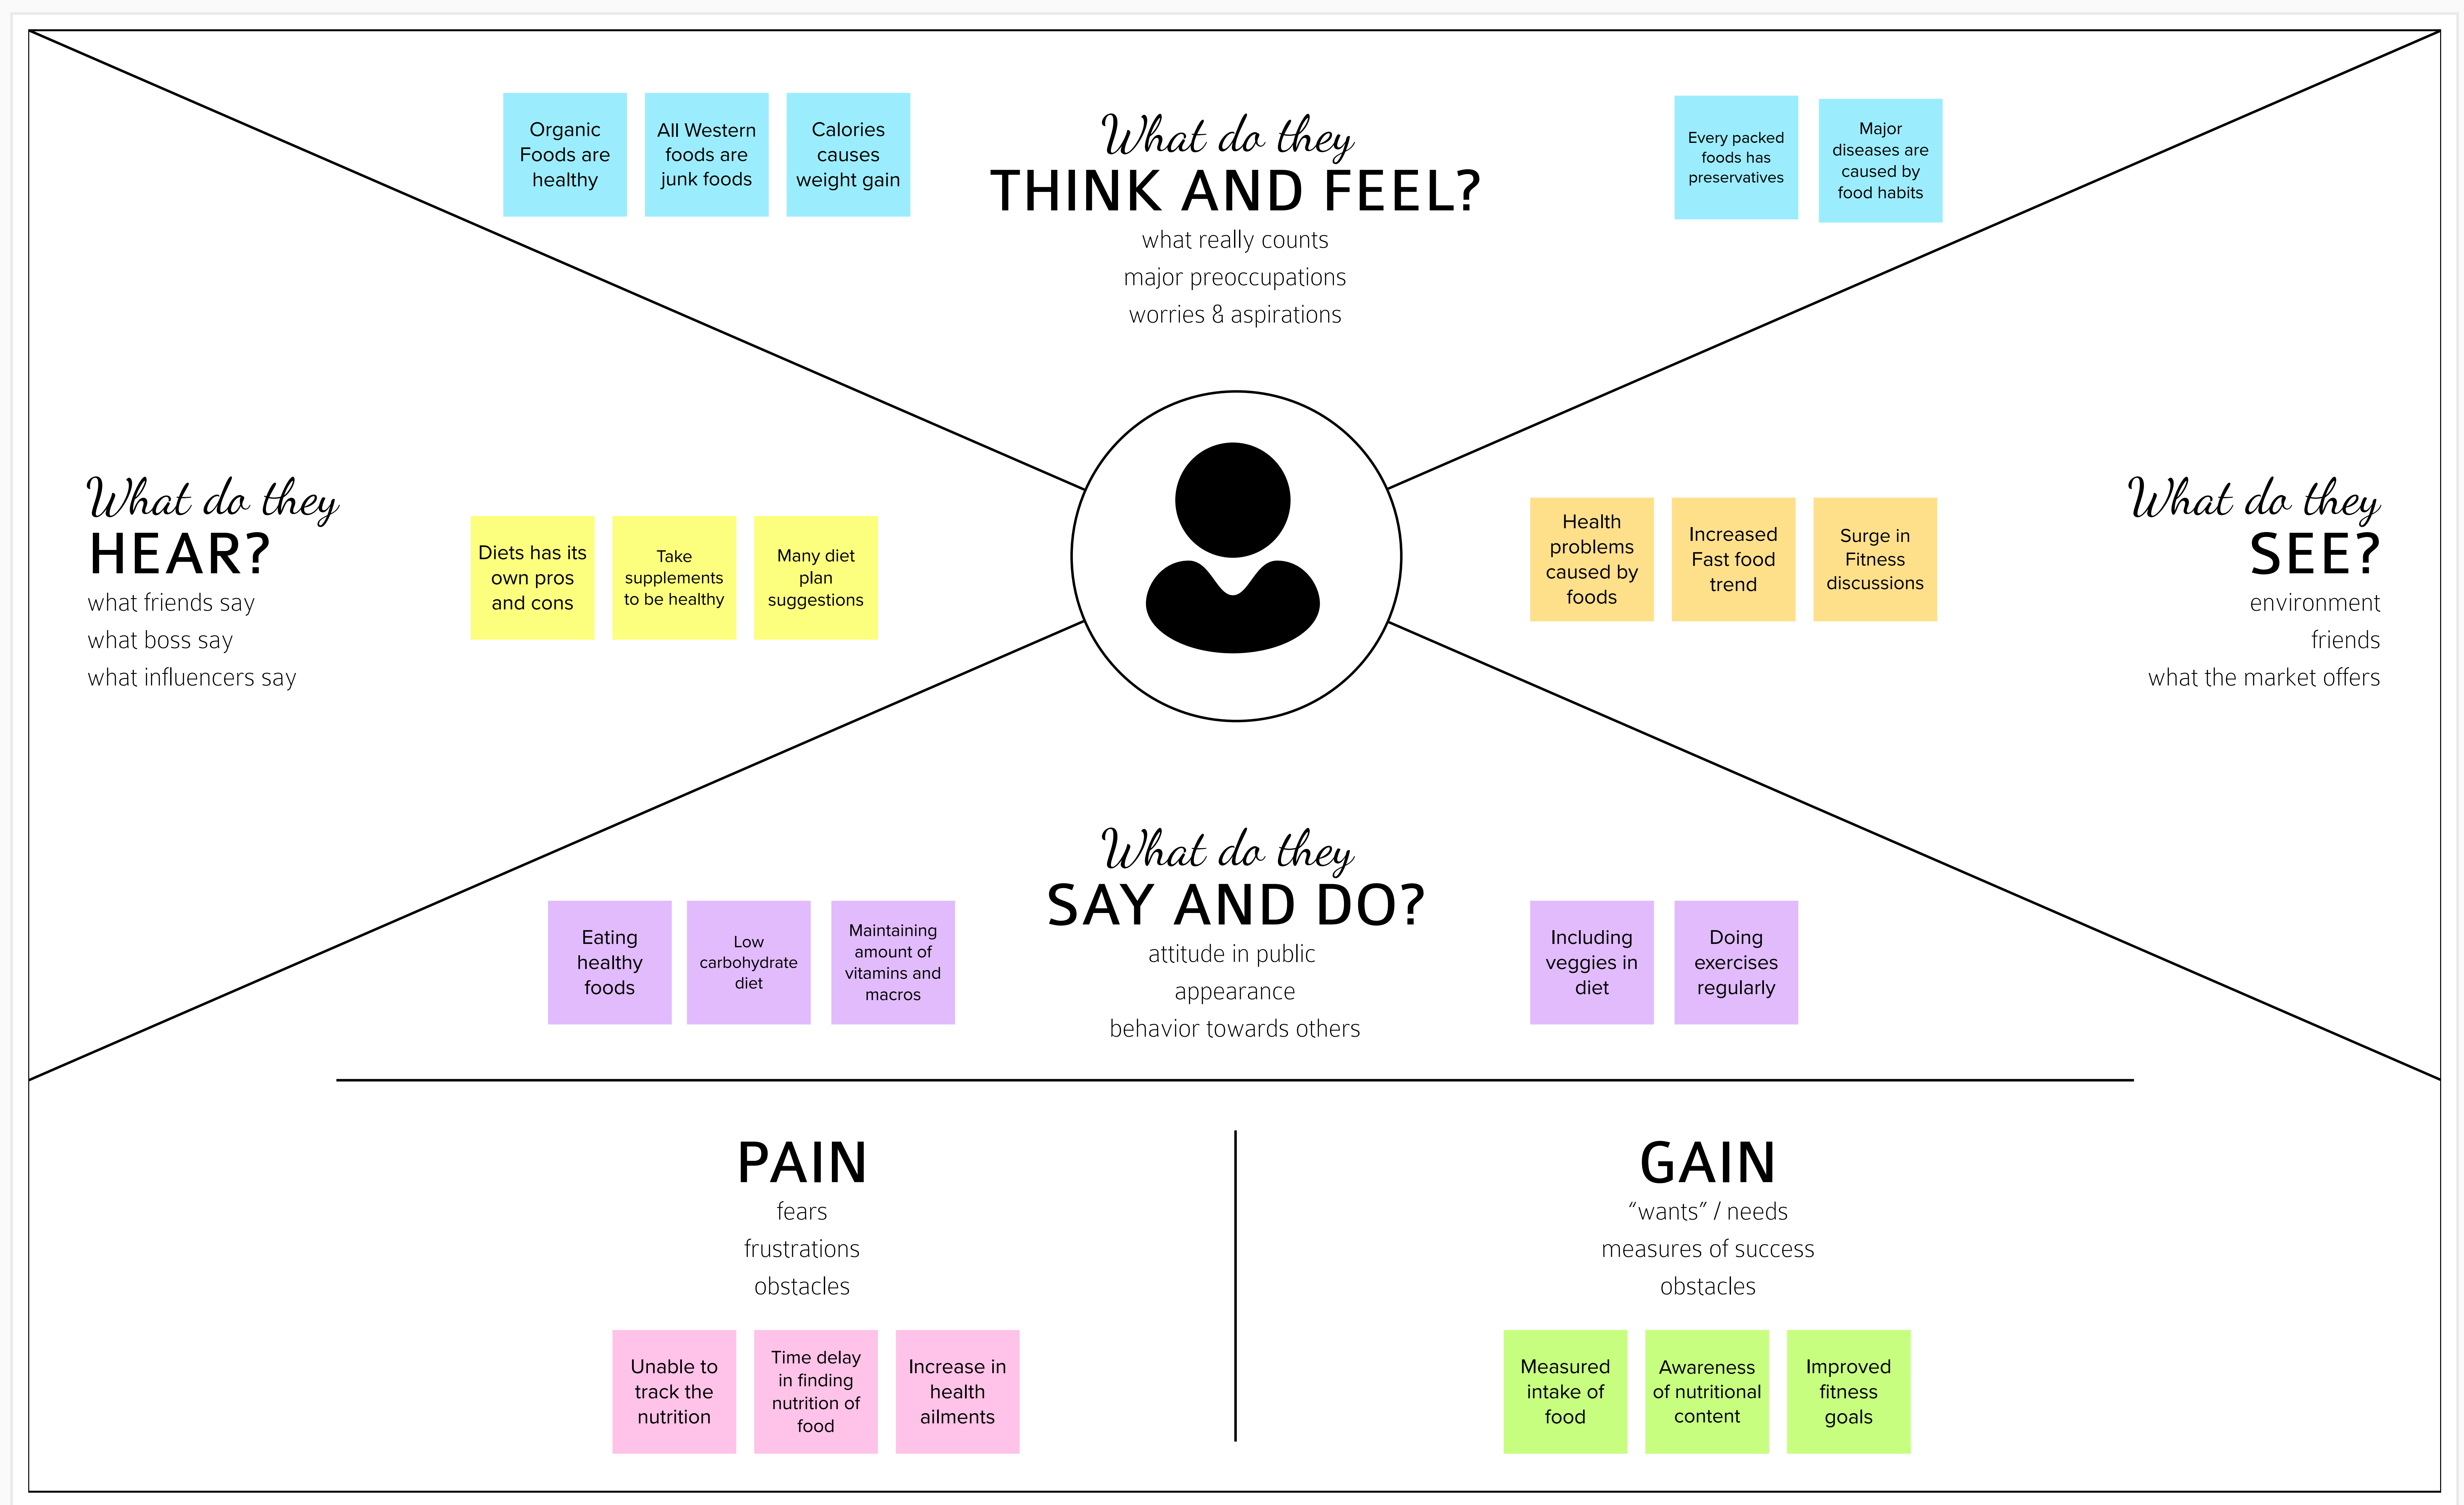 Organic
Foods are
healthy
All Western
foods are
junk foods
Calories
causes
weight gain
What do they
THINK AND FEEL?
what really counts
major preoccupations
worries & aspirations
Every packed
foods has
preservatives
Major
diseases are
caused by
food habits
What do they
HEAR?
what friends say
what boss say
what influencers say
Diets has its
own pros
and cons
Take
supplements
to be healthy
Many diet
plan
suggestions
Health
problems
caused by
foods
Increased
Fast food
trend
Surge in
Fitness
discussions
What do they
SEE?
environment
friends
what the market offers
What do they
SAY AND DO?
attitude in public
appearance
behavior towards others
Eating
healthy
foods
Low
carbohydrate
diet
Maintaining
amount of
vitamins and
macros
Including
veggies in
diet
Doing
exercises
regularly
PAIN
fears
frustrations
obstacles
Unable to
track the
nutrition
Time delay
in finding
nutrition of
food
Increase in
health
ailments
GAIN
“wants” / needs
measures of success
obstacles
Measured
intake of
food
Awareness
of nutritional
content
Improved
fitness
goals